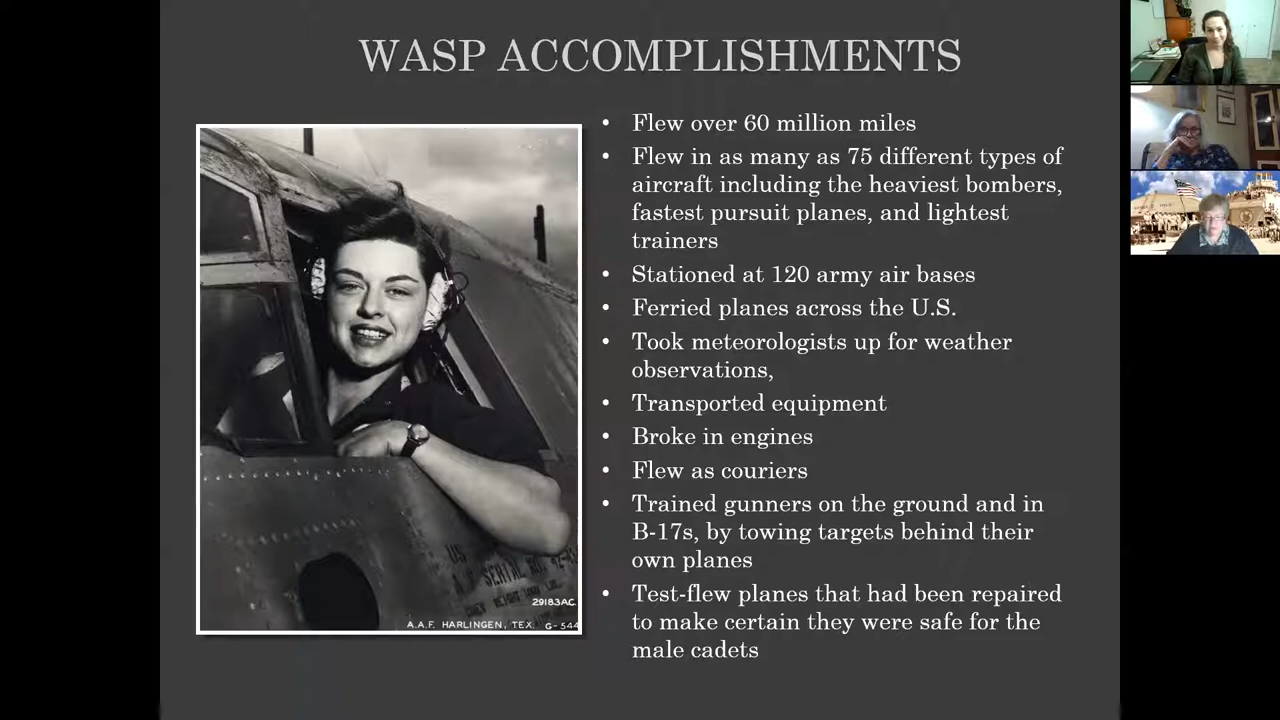 WASP ACCOMPLISHMENTS
• Flew over 60 million miles
• Flew in as many as 75 different types of
aircraft including the heaviest bombers,
fastest pursuit planes, and lightest
trainers
• Stationed at 120 army air bases
• Ferried planes across the U.S.
• Took meteorologists up for weather
observations,
• Transported equipment
• Broke in engines
• Flew as couriers
• Trained gunners on the ground and in
B-17s, by towing targets behind their
own planes
• Test-flew planes that had been repaired
to make certain they were safe for the
male cadets
US
SERIAL
29183AC
A.A.F. HARLINGEN, TEX. G-544